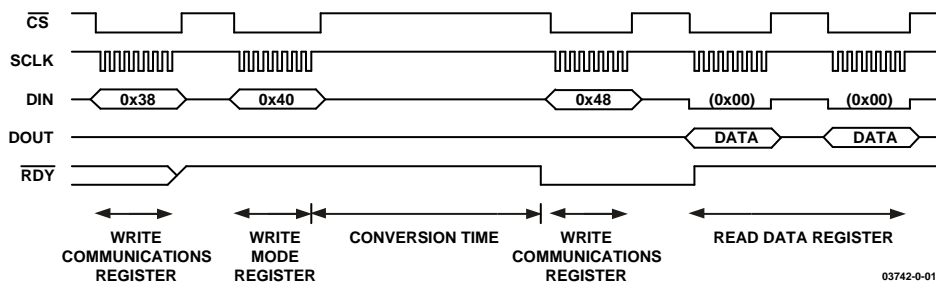 CS
SCLK
DIN 0x38 0x40 0x48 (0x00) (0x00)
DOUT DATA DATA
RDY
WRITE COMMUNICATIONS REGISTER
WRITE MODE REGISTER
CONVERSION TIME
WRITE COMMUNICATIONS REGISTER
READ DATA REGISTER
03742-0-01